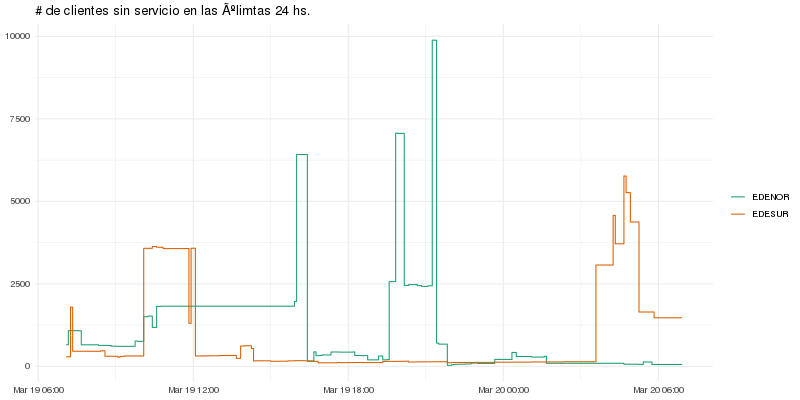 # de clientes sin servicio en las Ãºlimtas 24 hs.
10000
7500
5000
2500
0
Mar 19 06:00
Mar 19 12:00
Mar 19 18:00
Mar 20 00:00
Mar 20 06:00
EDENOR
EDESUR